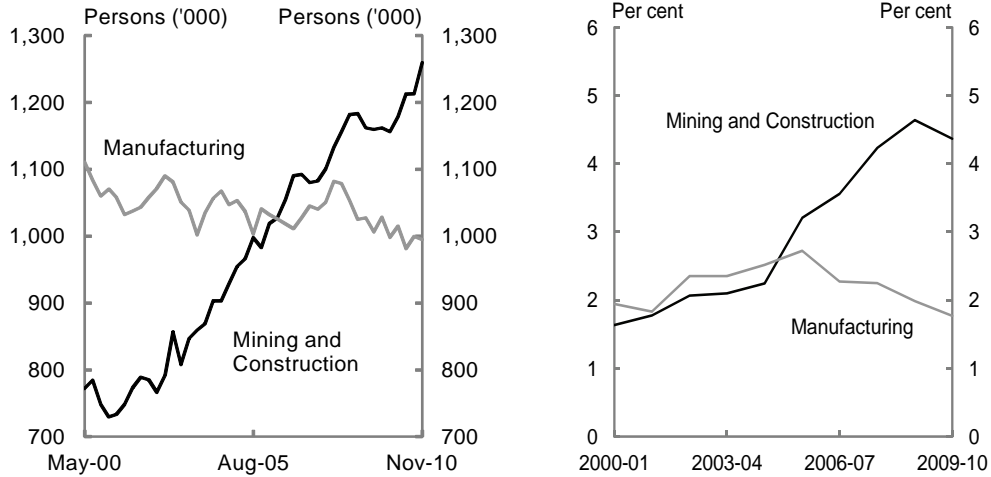 Persons ('000)
Persons ('000)
1,300
1,200
1,100
1,000
900
800
700
1,300
1,200
1,100
1,000
900
800
700
Manufacturing
Mining and
Construction
May-00
Aug-05
Nov-10
Per cent
Per cent
6
5
4
3
2
1
0
6
5
4
3
2
1
0
Mining and Construction
Manufacturing
2000-01
2003-04
2006-07
2009-10